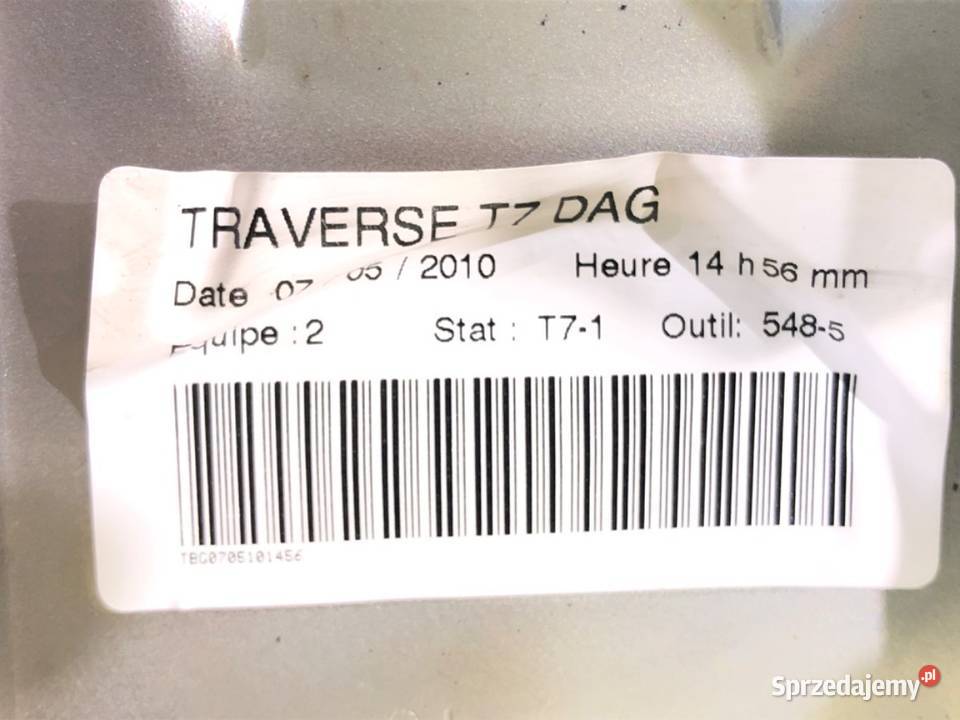 TRAVERSE T7 DAG
Date 07 / 05 / 2010 Heure 14 h 56 mm
Equipe : 2 Stat : T7-1 Outil: 548-5
TBG0705101456
Sprzedajemy.pl